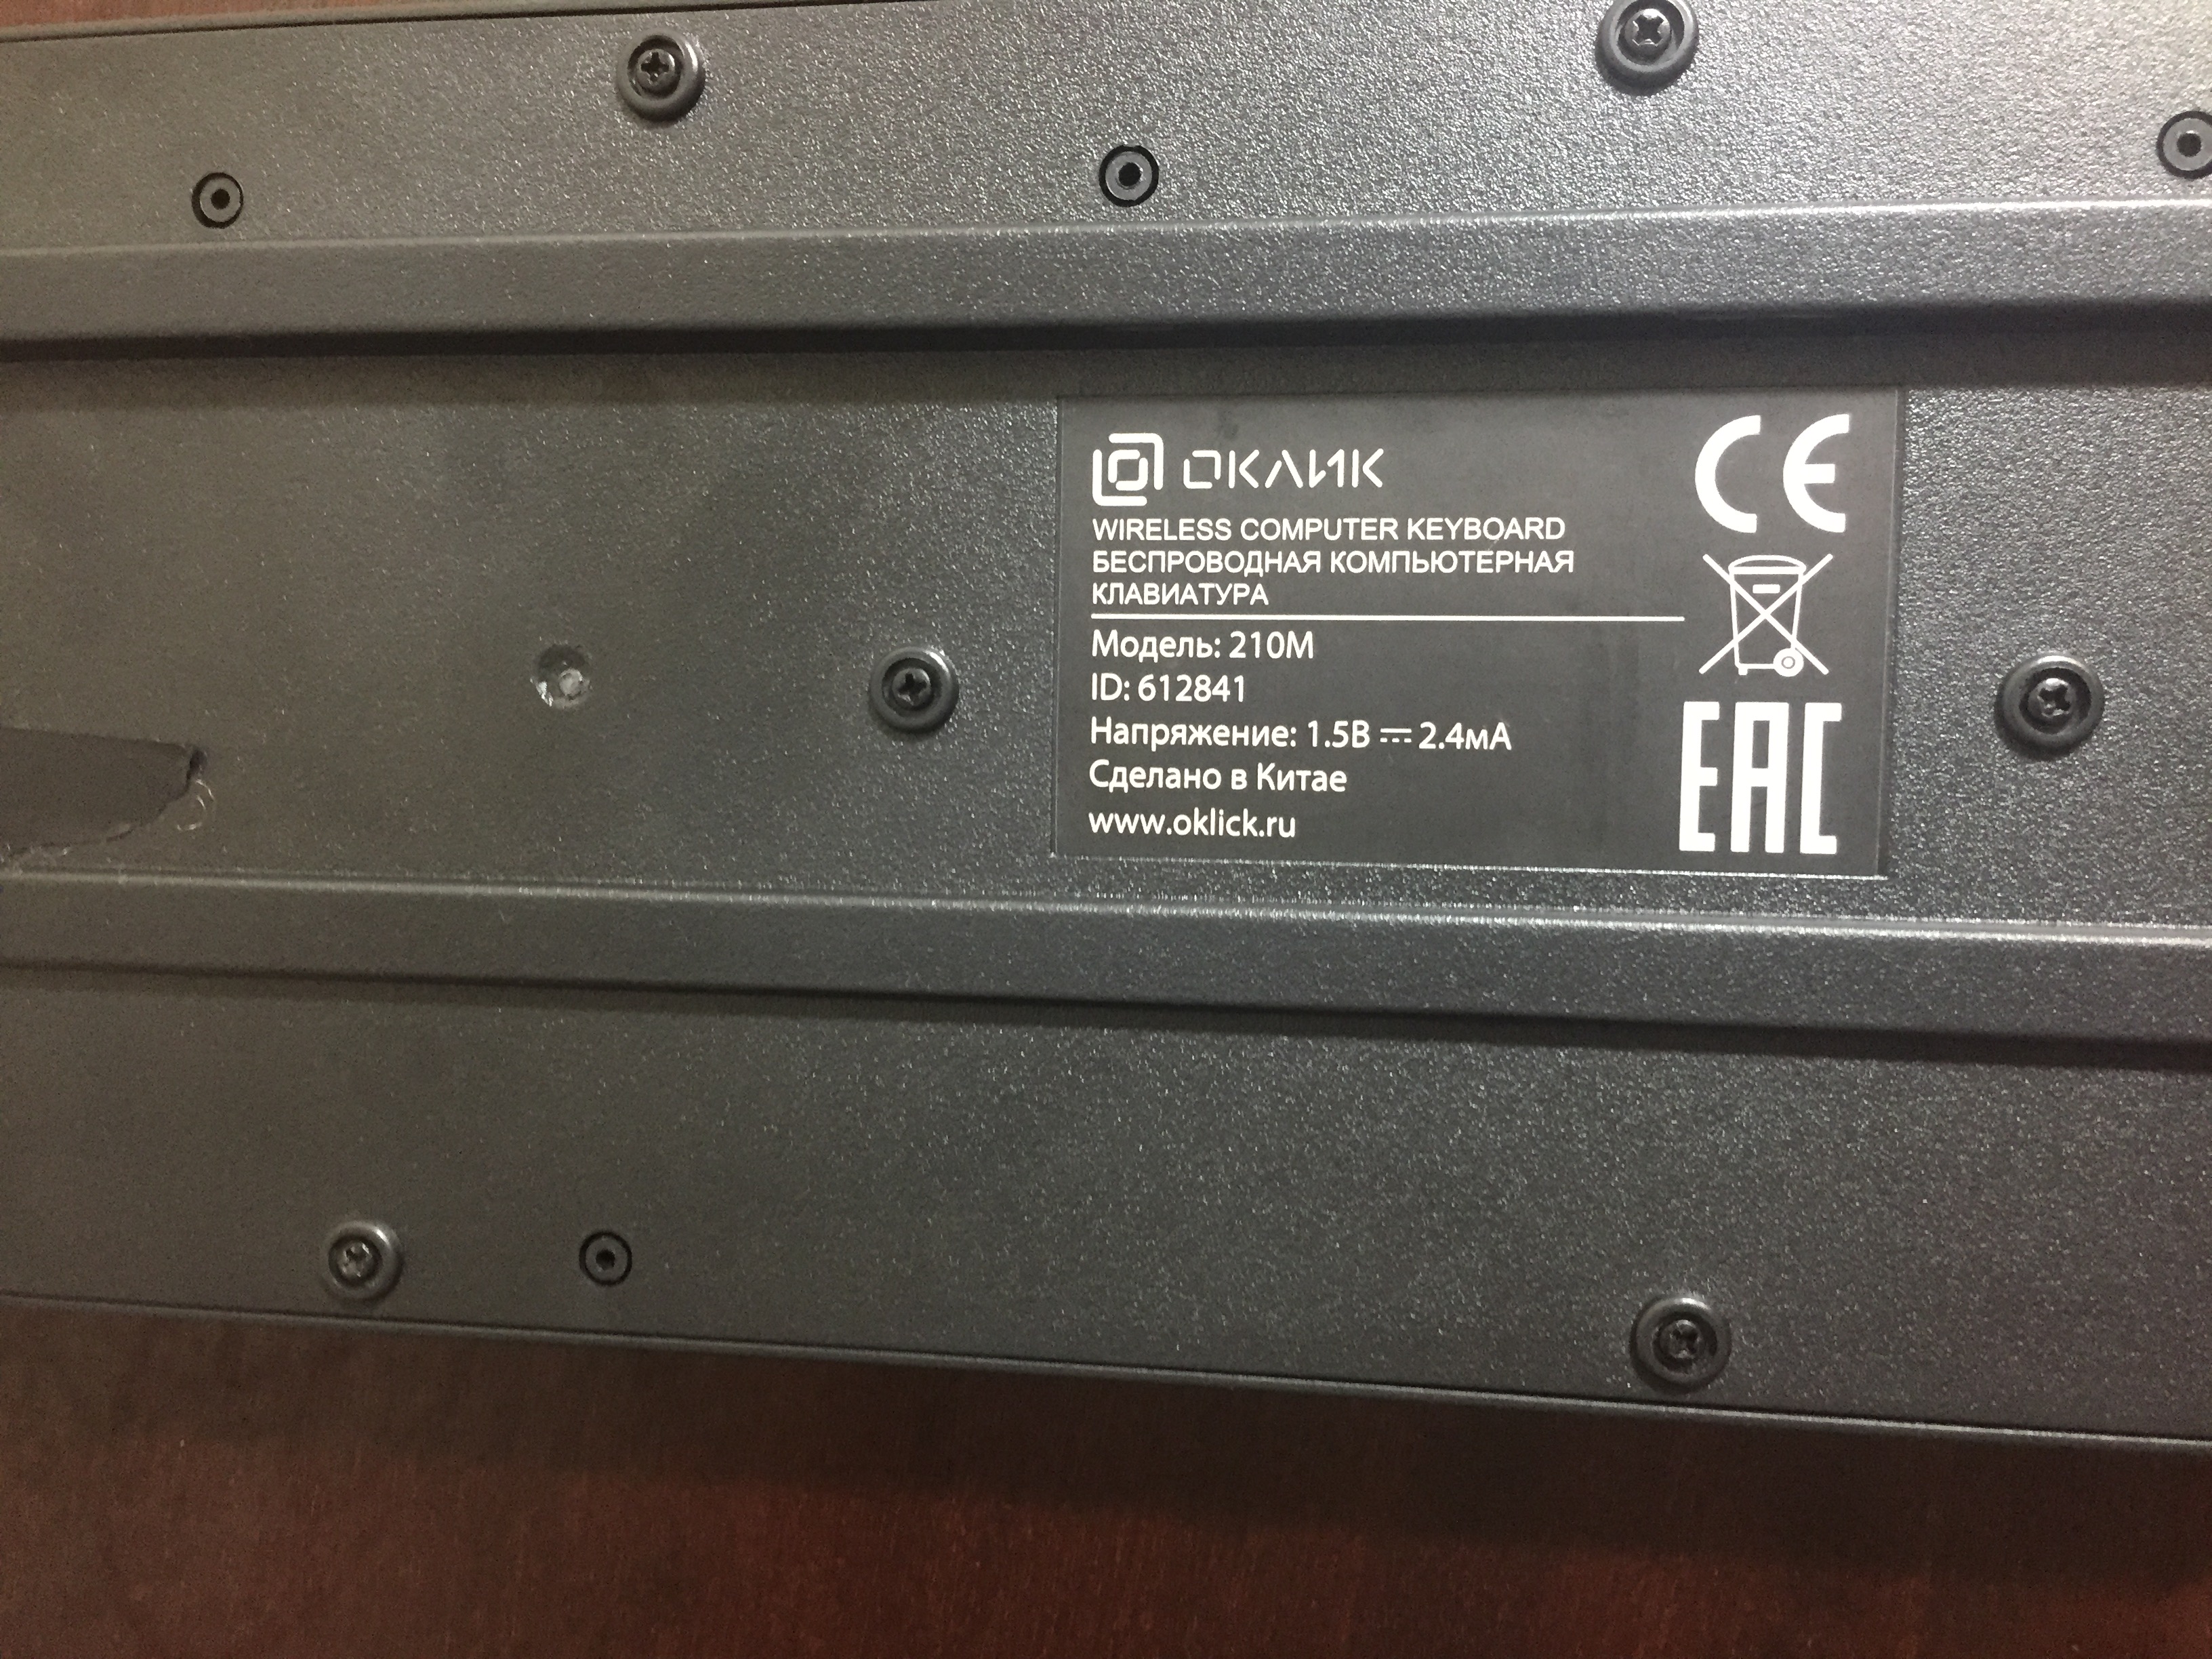 ОКЛИК
WIRELESS COMPUTER KEYBOARD
БЕСПРОВОДНАЯ КОМПЬЮТЕРНАЯ
КЛАВИАТУРА
Модель: 210M
ID: 612841
Напряжение: 1.5В ⎓ 2.4мА
Сделано в Китае
www.oklick.ru
CE
EAC